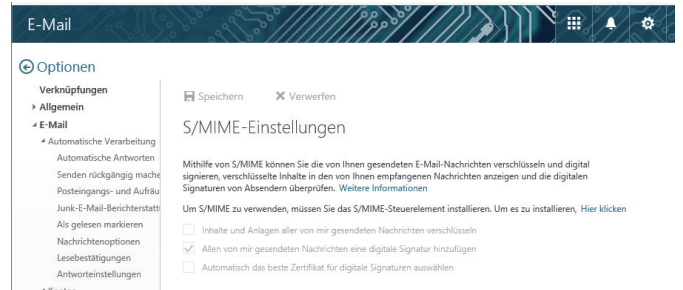 E-Mail
Optionen
Verknüpfungen
Allgemein
E-Mail
Automatische Verarbeitung
Automatische Antworten
Senden rückgängig mache
Posteingangs- und Aufräu
Junk-E-Mail-Berichterstatt
Als gelesen markieren
Nachrichtenoptionen
Lesebestätigungen
Antworteinstellungen
Speichern Verwerfen
S/MIME-Einstellungen
Mithilfe von S/MIME können Sie die von Ihnen gesendeten E-Mail-Nachrichten verschlüsseln und digital
signieren, verschlüsselte Inhalte in den von Ihnen empfangenen Nachrichten anzeigen und die digitalen
Signaturen von Absendern überprüfen. Weitere Informationen
Um S/MIME zu verwenden, müssen Sie das S/MIME-Steuerelement installieren. Um es zu installieren, Hier klicken
Inhalte und Anlagen aller von mir gesendeten Nachrichten verschlüsseln
Allen von mir gesendeten Nachrichten eine digitale Signatur hinzufügen
Automatisch das beste Zertifikat für digitale Signaturen auswählen